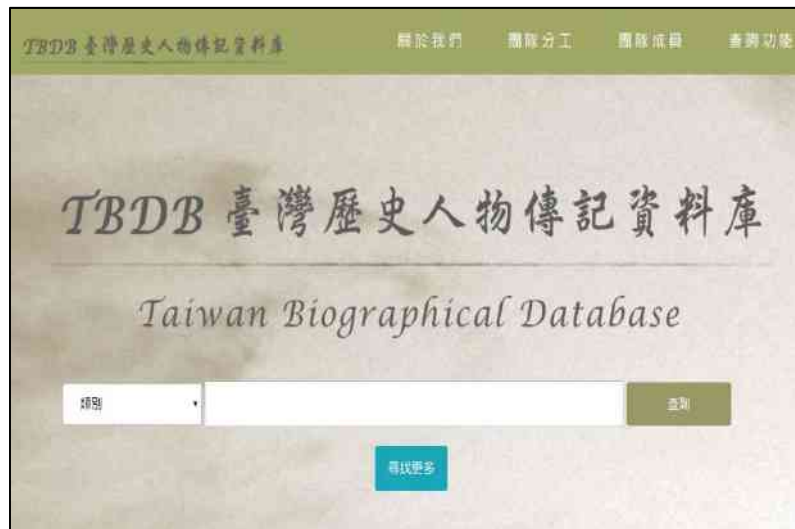 TBDB 臺灣歷史人物傳記資料庫
關於我們 團隊分工 團隊成員 查詢功能
TBDB 臺灣歷史人物傳記資料庫
Taiwan Biographical Database
類別
查詢
尋找更多